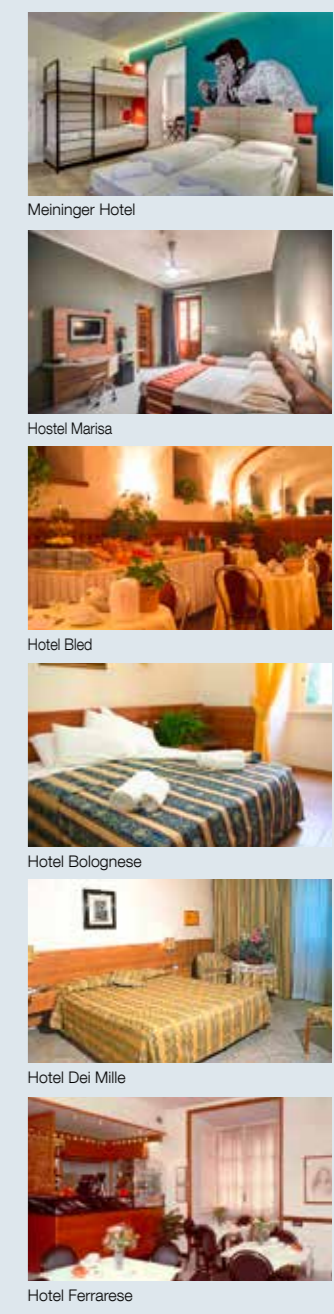 Meininger Hotel
Hostel Marisa
Hotel Bled
Hotel Bolognese
Hotel Dei Mille
Hotel Ferrarese